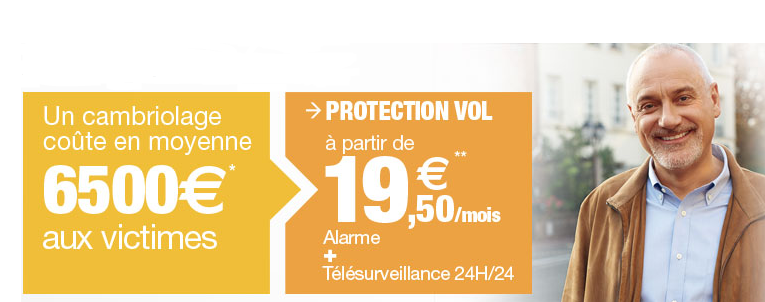 Un cambriolage
coûte en moyenne
6500€*
aux victimes
→ PROTECTION VOL
à partir de
19,50€**/mois
Alarme
+
Télésurveillance 24H/24